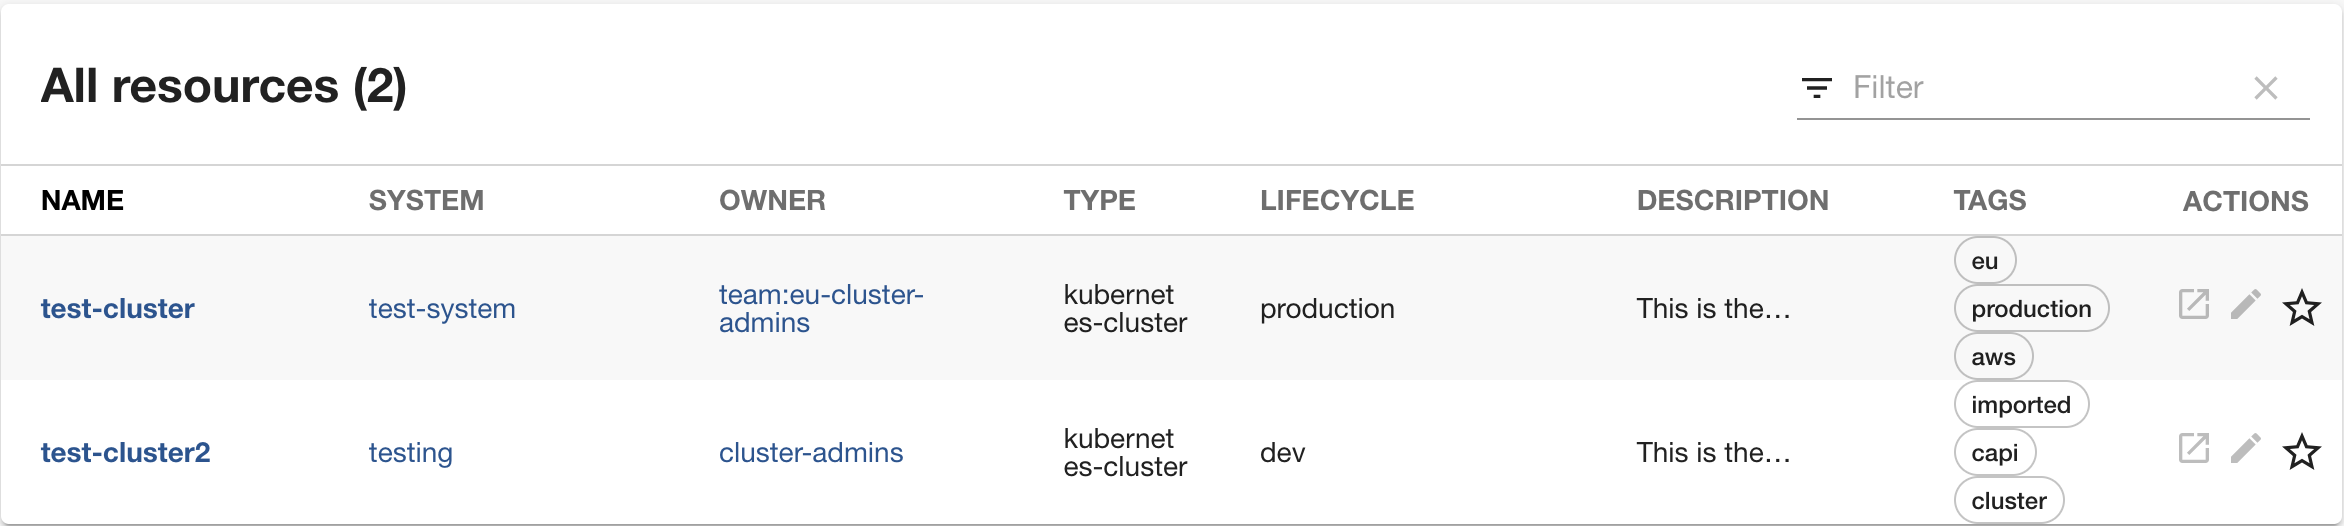 All resources (2)
Filter
NAME SYSTEM OWNER TYPE LIFECYCLE DESCRIPTION TAGS ACTIONS
test-cluster test-system team:eu-cluster-
admins kubernet
es-cluster production This is the... eu
production
aws
test-cluster2 testing cluster-admins kubernet
es-cluster dev This is the... imported
capi
cluster